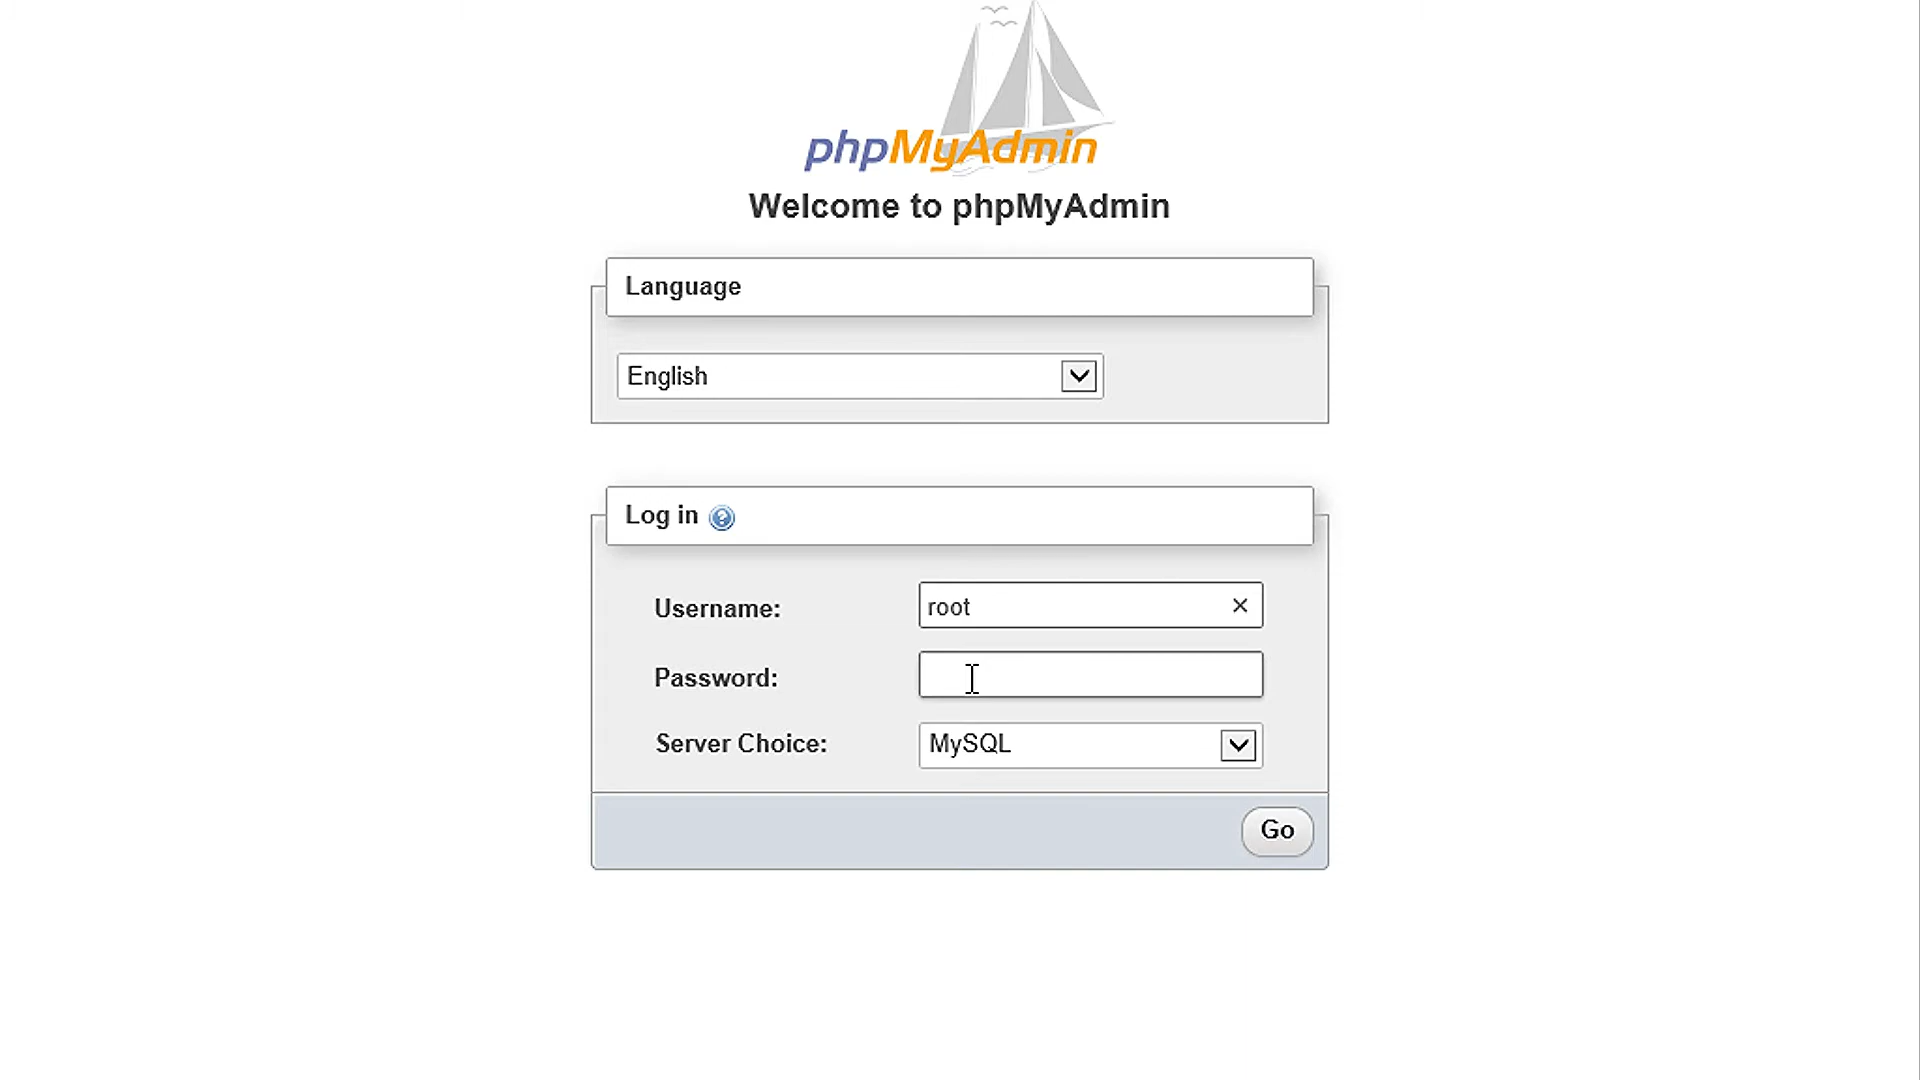 phpMyAdmin
Welcome to phpMyAdmin
Language
English
Log in
Username:
root
Password:
Server Choice:
MySQL
Go